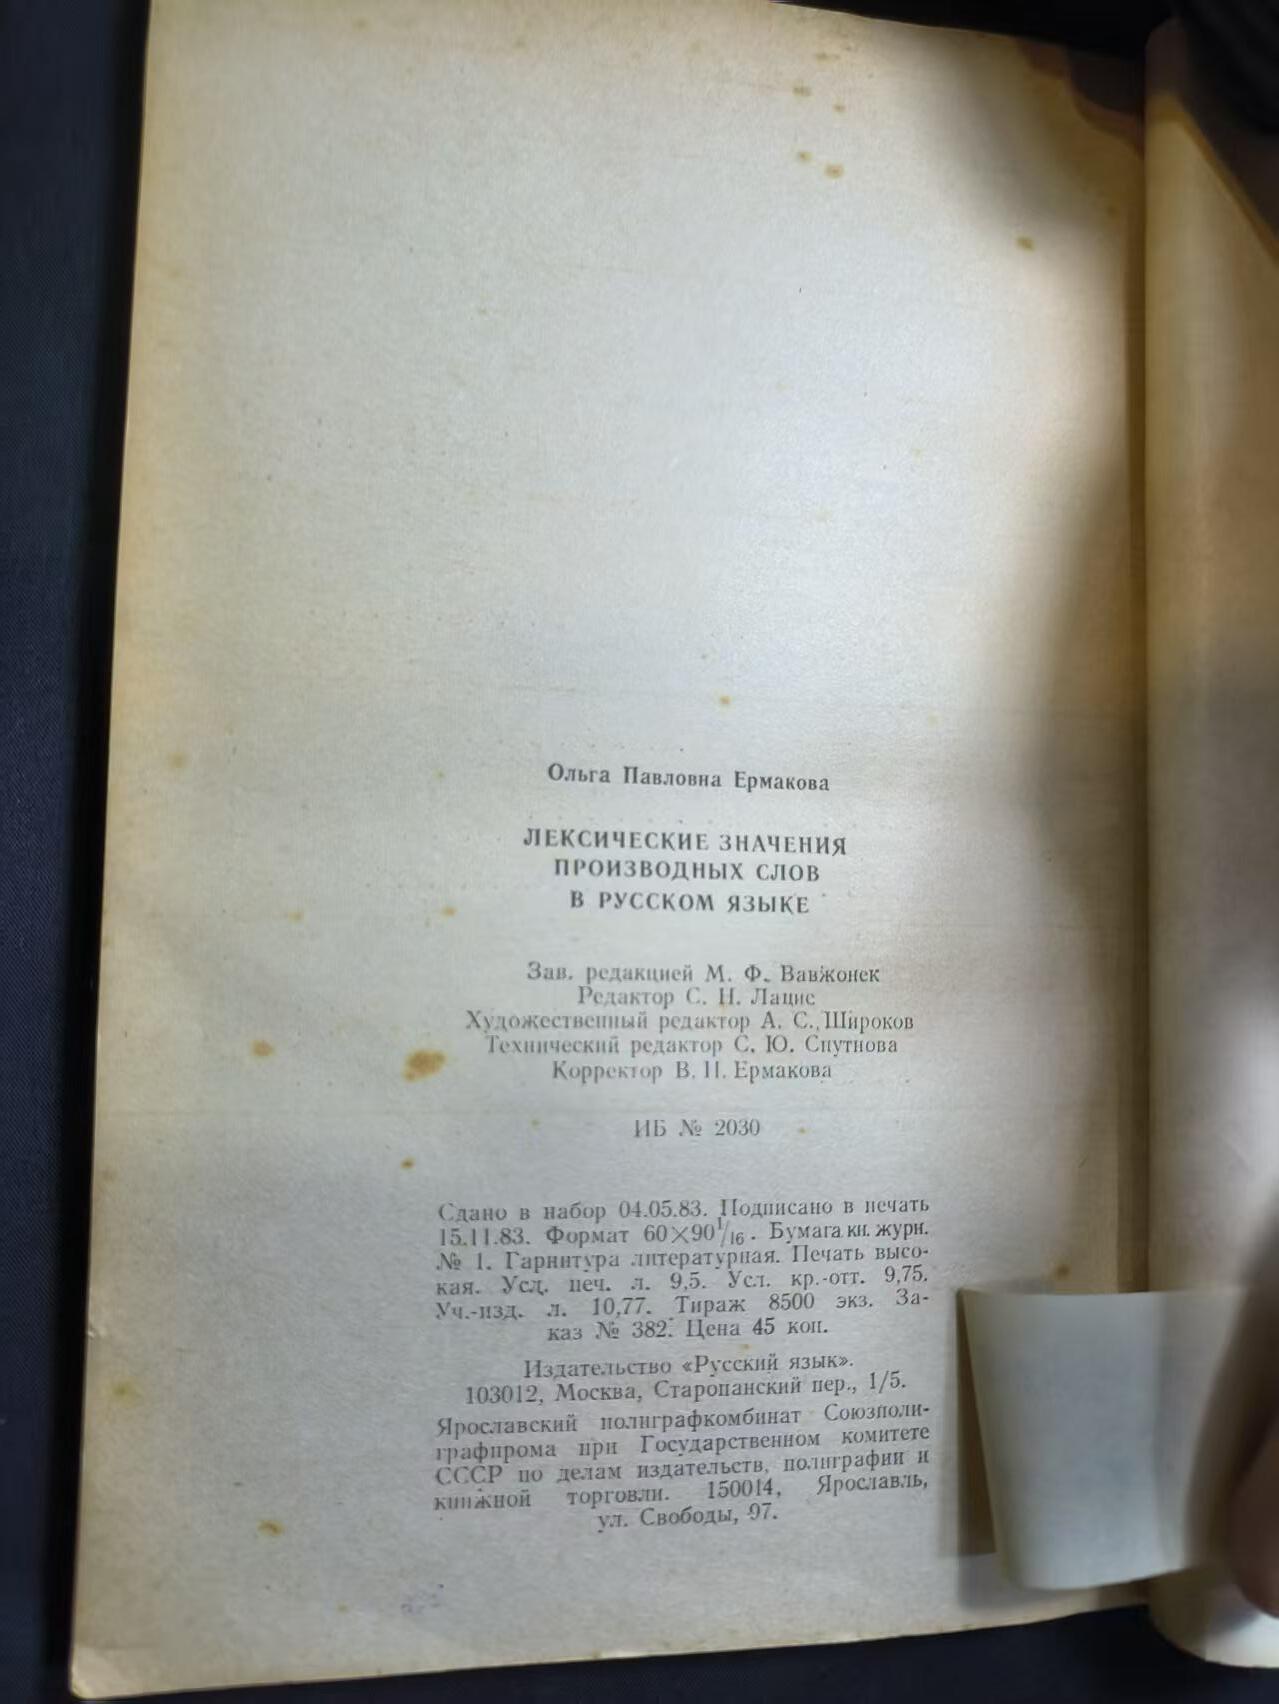 Ольга Павловна Ермакова
ЛЕКСИЧЕСКИЕ ЗНАЧЕНИЯ
ПРОИЗВОДНЫХ СЛОВ
В РУССКОМ ЯЗЫКЕ
Зав. редакцией М. Ф. Вавжонек
Редактор С. Н. Лацис
Художественный редактор А. С. Широков
Технический редактор С. Ю. Спутнова
Корректор В. П. Ермакова
ИБ № 2030
Сдано в набор 04.05.83. Подписано в печать
15.11.83. Формат 60×90¹/₁₆. Бумага кн. журн.
№ 1. Гарнитура литературная. Печать высо-
кая. Усл. печ. л. 9,5. Усл. кр.-отт. 9,75.
Уч.-изд. л. 10,77. Тираж 8500 экз. За-
каз № 382. Цена 45 коп.
Издательство «Русский язык».
103012, Москва, Старопанский пер., 1/5.
Ярославский полиграфкомбинат Союзполи-
графпрома при Государственном комитете
СССР по делам издательств, полиграфии и
книжной торговли. 150014, Ярославль,
ул. Свободы, 97.